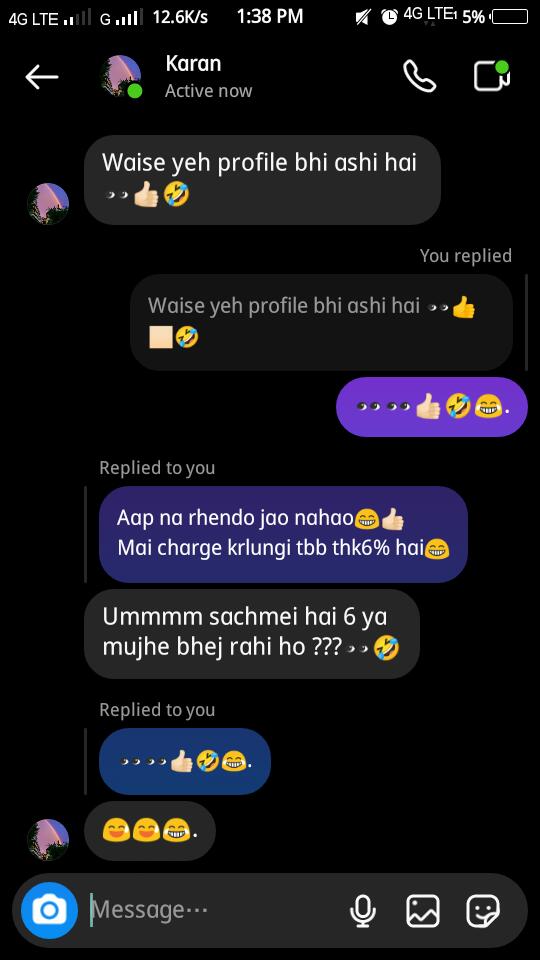 4G LTE G 12.6K/s 1:38 PM 4G LTE 5%
Karan
Active now
Waise yeh profile bhi ashi hai
👀👍🏻🤣
You replied
Waise yeh profile bhi ashi hai 👀👍
🏻🤣
👀👀👍🏻🤣😂.
Replied to you
Aap na rhendo jao nahao😂👍🏻
Mai charge krlungi tbb thk6% hai😂
Ummmm sachmei hai 6 ya
mujhe bhej rahi ho ???👀🤣
Replied to you
👀👀👍🏻🤣😂.
😅😅😂.
Message···